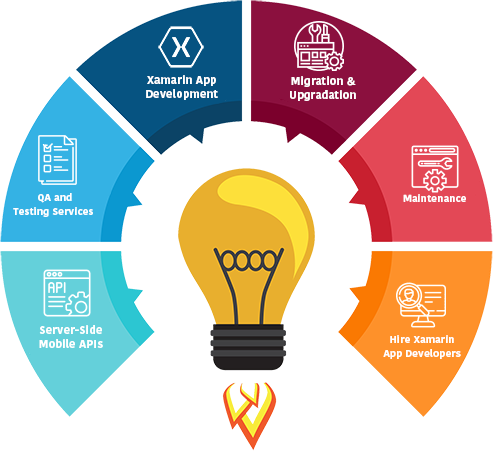 Xamarin App
Development
Migration &
Upgradation
QA and
Testing Services
Maintenance
API
Server-Side
Mobile APIs
Hire Xamarin
App Developers